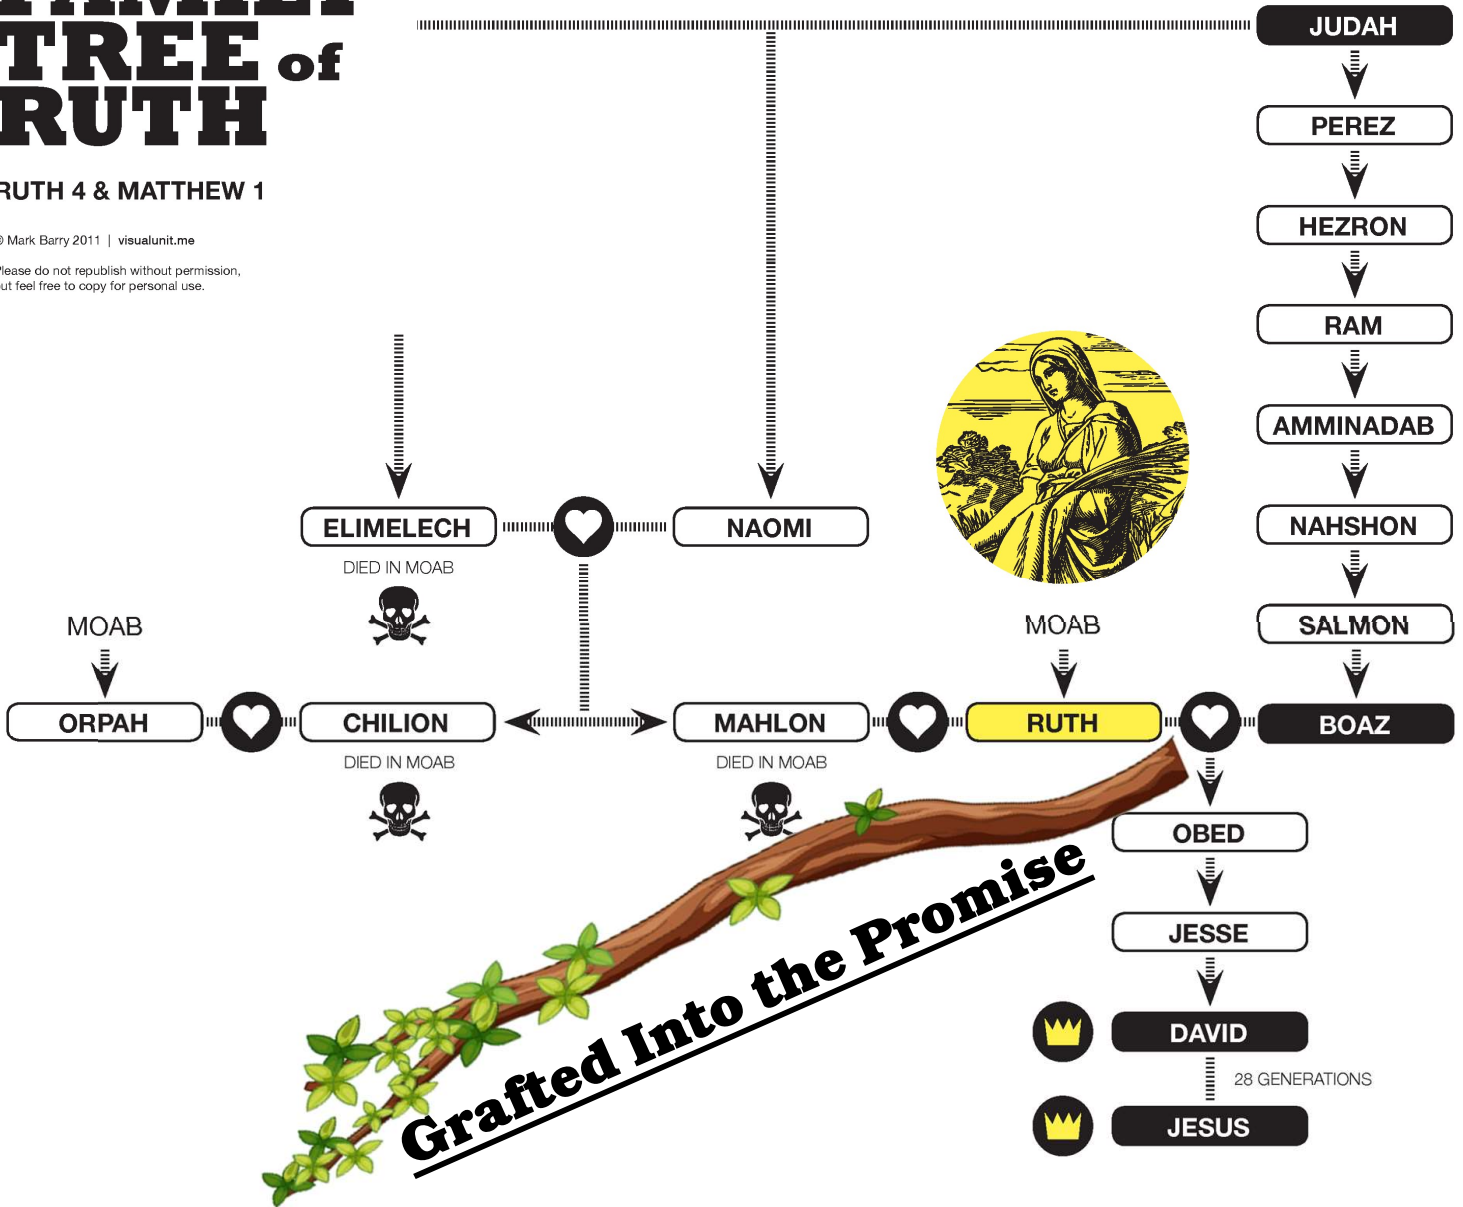 FAMILY
TREE of
RUTH
RUTH 4 & MATTHEW 1
© Mark Barry 2011 | visualunit.me
Please do not republish without permission,
but feel free to copy for personal use.
JUDAH
PEREZ
HEZRON
RAM
AMMINADAB
NAHSHON
SALMON
ELIMELECH
NAOMI
DIED IN MOAB
MOAB
MOAB
ORPAH
CHILION
MAHLON
RUTH
BOAZ
DIED IN MOAB
DIED IN MOAB
OBED
JESSE
DAVID
28 GENERATIONS
JESUS
Grafted Into the Promise